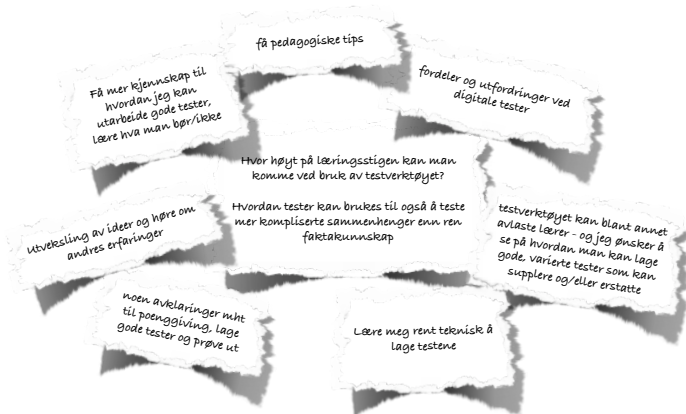 få pedagogiske tips
Få mer kjennskap til
hvordan jeg kan
utarbeide gode tester,
lære hva man bør/ikke
fordeler og utfordringer ved
digitale tester
Hvor høyt på læringsstigen kan man
komme ved bruk av testverktøyet?
Hvordan tester kan brukes til også å teste
mer kompliserte sammenhenger enn ren
faktakunnskap
Utveksling av ideer og høre om
andres erfaringer
testverktøyet kan blant annet
avlaste lærer - og jeg ønsker å
se på hvordan man kan lage
gode, varierte tester som kan
supplere og/eller erstatte
noen avklaringer mht
til poenggiving, lage
gode tester og prøve ut
Lære meg rent teknisk å
lage testene